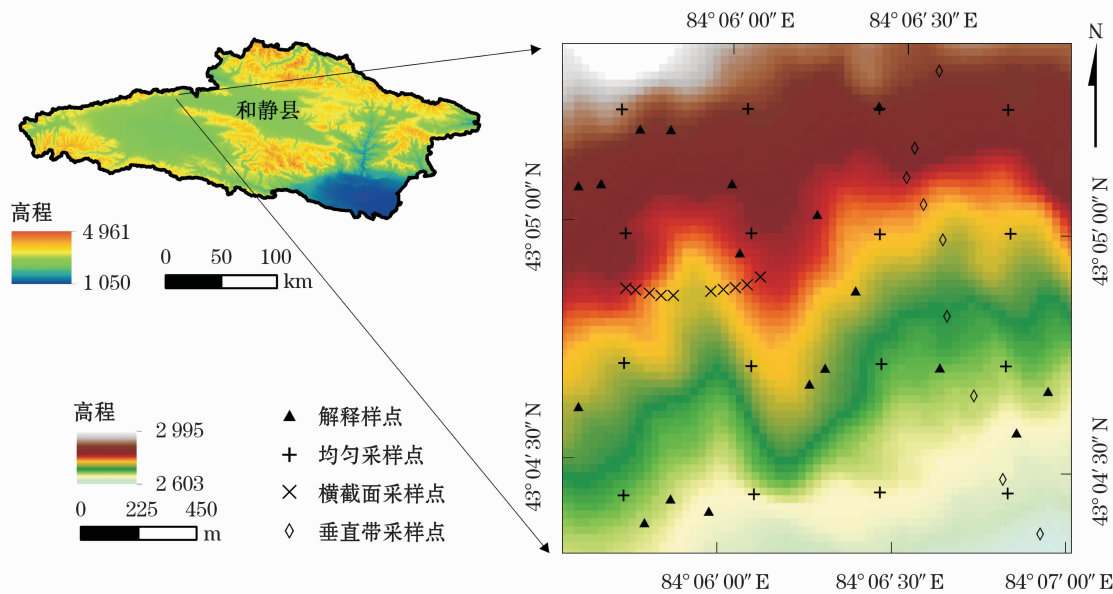 84° 06′ 00″ E
84° 06′ 30″ E
N
和静县
43° 05′ 00″ N
43° 05′ 00″ N
高程
4 961
1 050
0 50 100
km
高程
2 995
2 603
0 225 450
m
解释样点
均匀采样点
横截面采样点
垂直带采样点
43° 04′ 30″ N
43° 04′ 30″ N
84° 06′ 00″ E
84° 06′ 30″ E
84° 07′ 00″ E